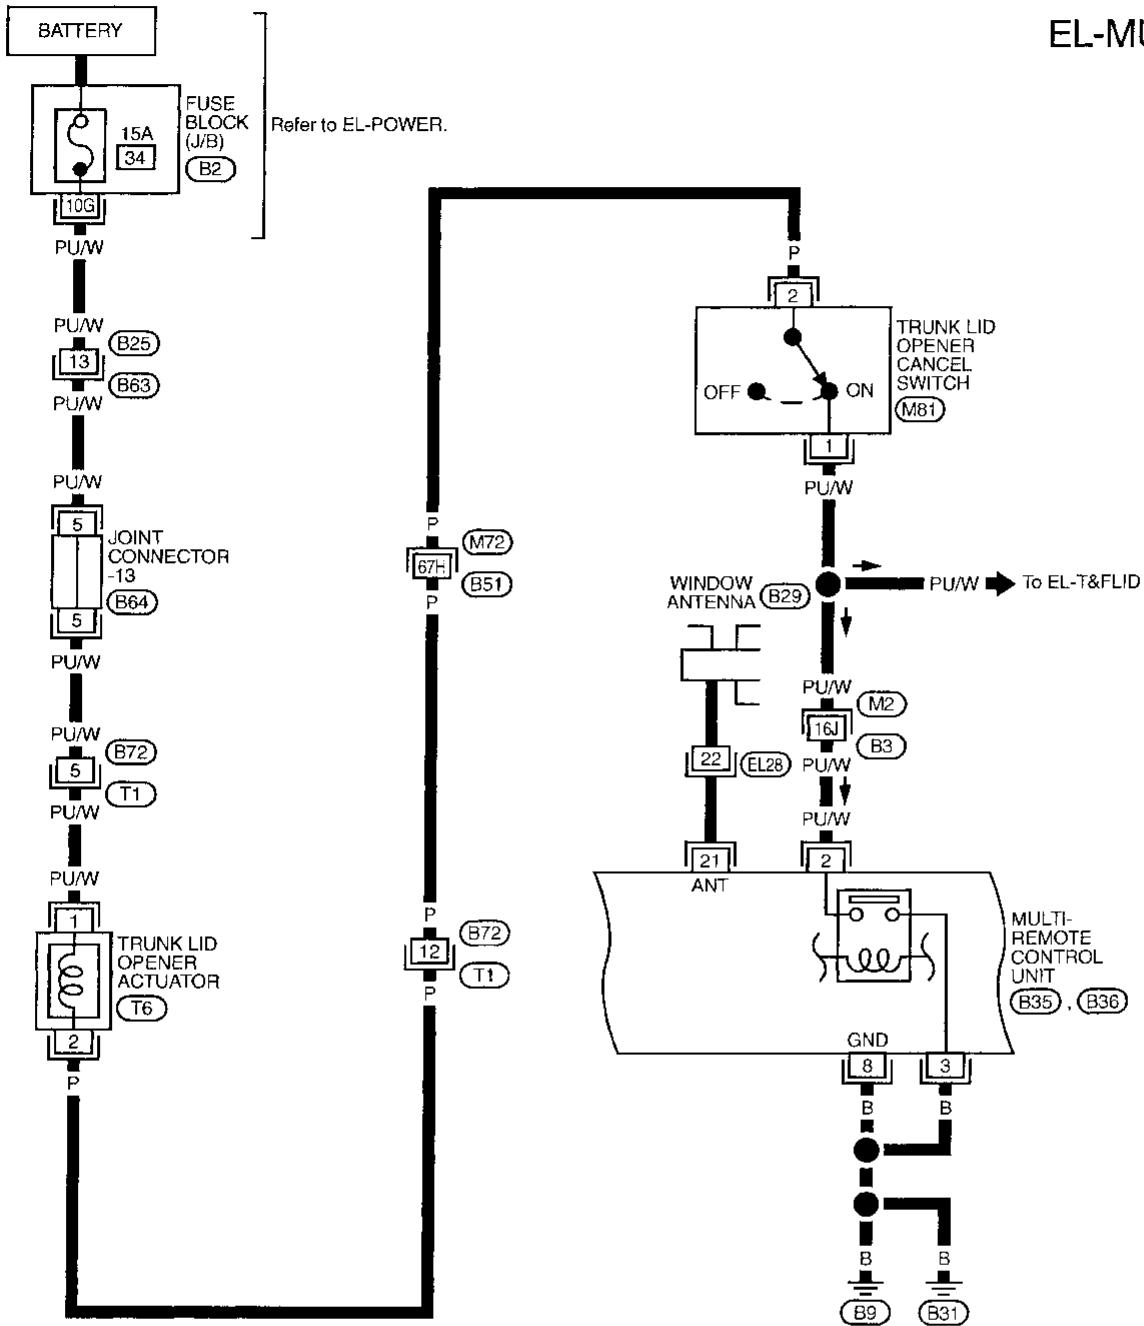 EL-MU
BATTERY
FUSE
BLOCK
(J/B)
B2
15A
34
10G
Refer to EL-POWER.
PU/W
PU/W
13
B25
B63
PU/W
PU/W
5
JOINT
CONNECTOR
-13
B64
5
PU/W
PU/W
5
B72
T1
PU/W
PU/W
1
TRUNK LID
OPENER
ACTUATOR
T6
2
P
P
67H
M72
B51
P
P
12
B72
T1
P
P
2
TRUNK LID
OPENER
CANCEL
SWITCH
M81
OFF
ON
1
PU/W
WINDOW
ANTENNA
B29
PU/W
To EL-T&FLID
PU/W
16J
M2
B3
PU/W
22
EL28
PU/W
21
ANT
2
MULTI-
REMOTE
CONTROL
UNIT
B35 , B36
GND
8
3
B
B
B
B
B9
B31